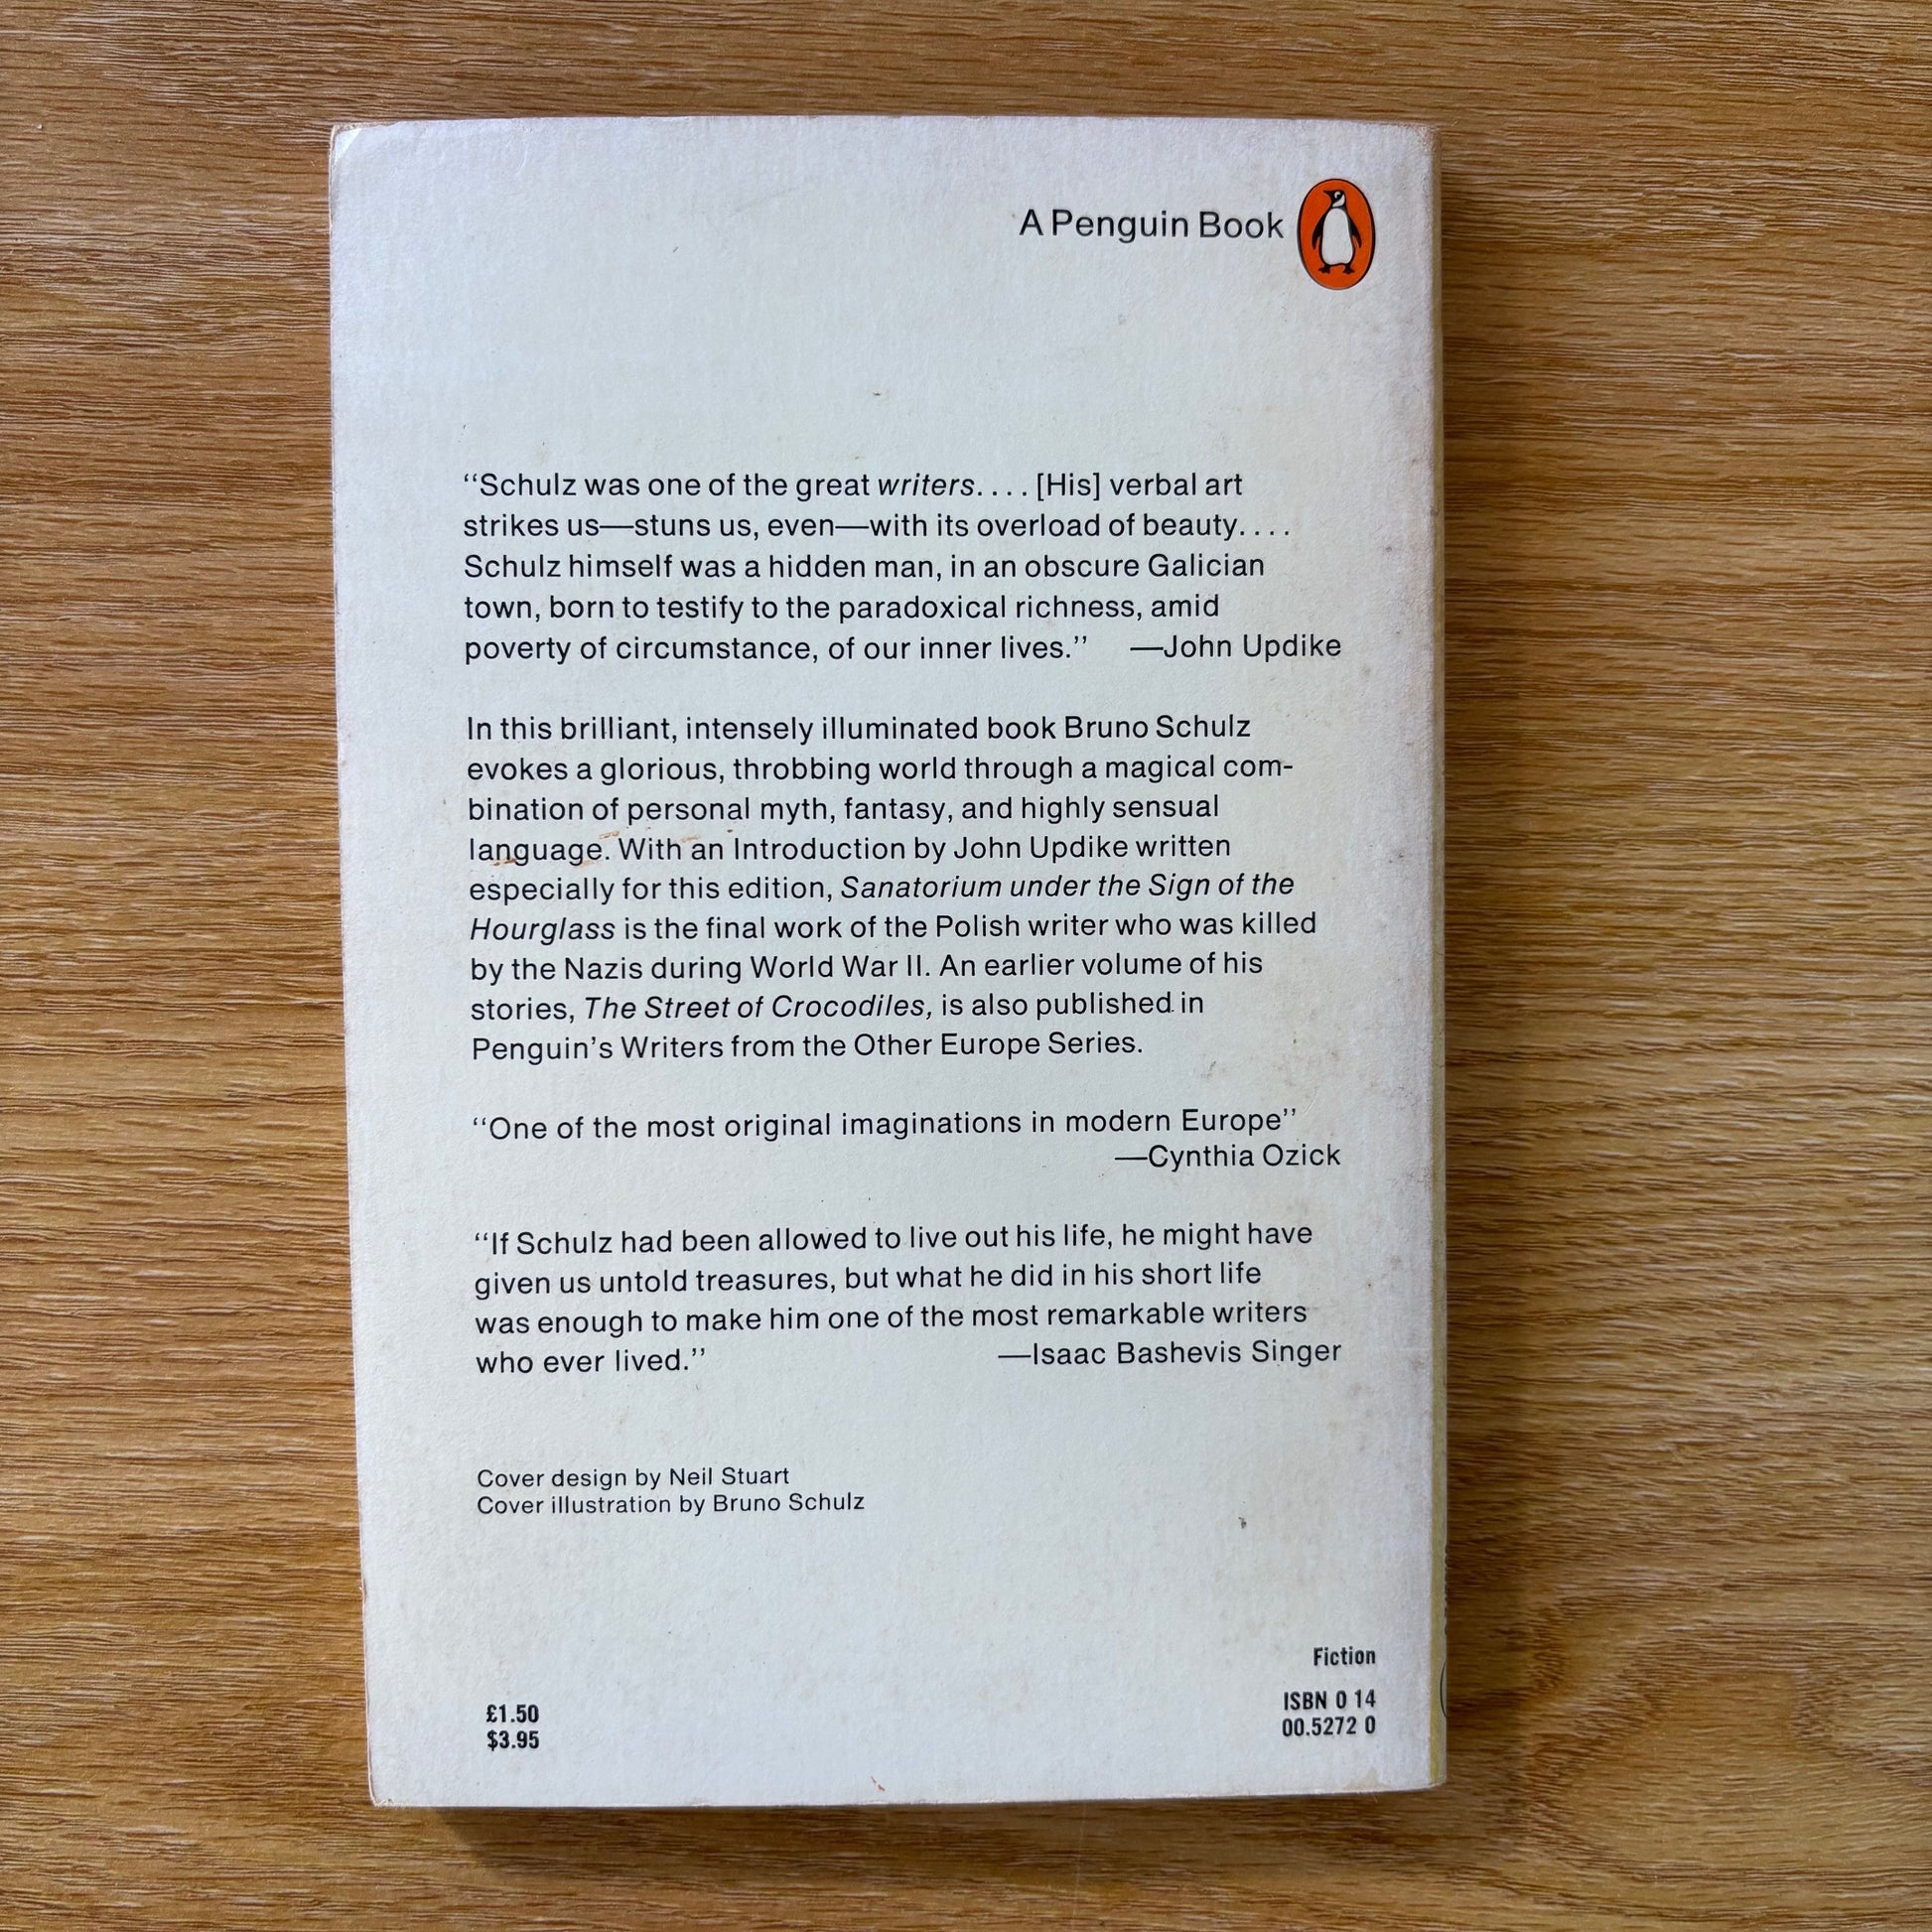 A Penguin Book
‘‘Schulz was one of the great writers. . . . [His] verbal art
strikes us—stuns us, even—with its overload of beauty. . . .
Schulz himself was a hidden man, in an obscure Galician
town, born to testify to the paradoxical richness, amid
poverty of circumstance, of our inner lives.’’ —John Updike
In this brilliant, intensely illuminated book Bruno Schulz
evokes a glorious, throbbing world through a magical com-
bination of personal myth, fantasy, and highly sensual
language. With an Introduction by John Updike written
especially for this edition, Sanatorium under the Sign of the
Hourglass is the final work of the Polish writer who was killed
by the Nazis during World War II. An earlier volume of his
stories, The Street of Crocodiles, is also published in
Penguin’s Writers from the Other Europe Series.
‘‘One of the most original imaginations in modern Europe’’
—Cynthia Ozick
‘‘If Schulz had been allowed to live out his life, he might have
given us untold treasures, but what he did in his short life
was enough to make him one of the most remarkable writers
who ever lived.’’ —Isaac Bashevis Singer
Cover design by Neil Stuart
Cover illustration by Bruno Schulz
£1.50
$3.95
Fiction
ISBN 0 14
00.5272 0